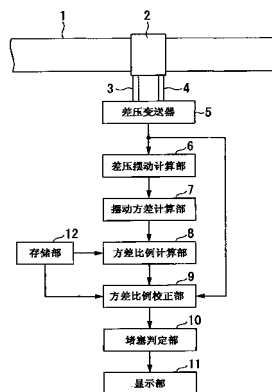 1
2
3
4
差压变送器
5
6
差压摆动计算部
7
摆动方差计算部
12
8
存储部
方差比例计算部
9
方差比例校正部
10
堵塞判定部
11
显示部